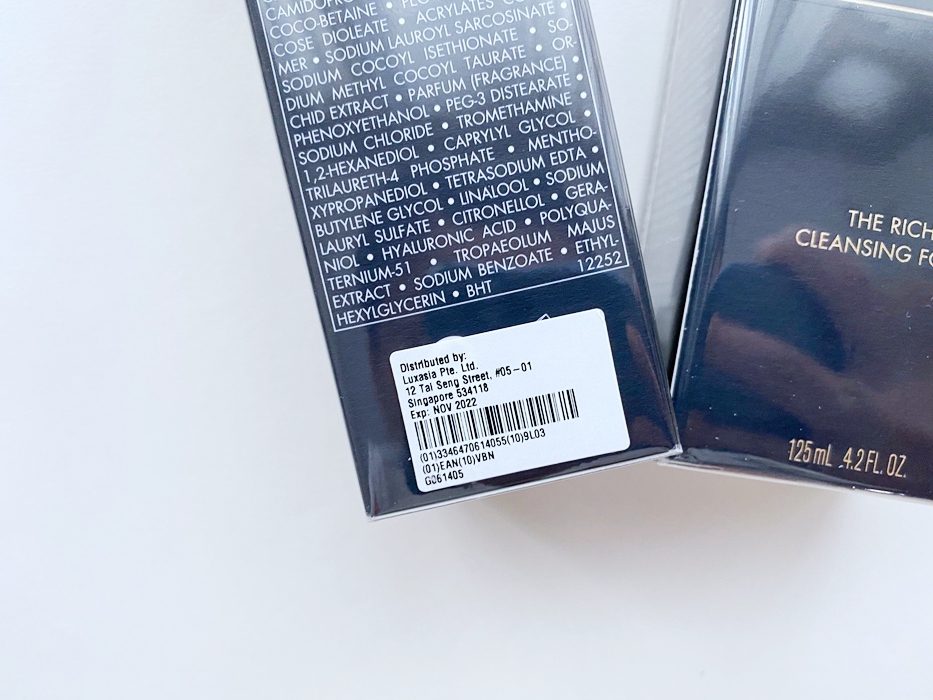 CAMIDOPRO
COCO-BETAINE •
COSE DIOLEATE • ACRYLATES CO
MER • SODIUM LAUROYL SARCOSINATE •
SODIUM COCOYL ISETHIONATE • SO-
DIUM METHYL COCOYL TAURATE • OR-
CHID EXTRACT • PARFUM (FRAGRANCE) •
PHENOXYETHANOL • PEG-3 DISTEARATE •
SODIUM CHLORIDE • TROMETHAMINE •
1,2-HEXANEDIOL • CAPRYLYL GLYCOL •
TRILAURETH-4 PHOSPHATE • MENTHO-
XYPROPANEDIOL • TETRASODIUM EDTA •
BUTYLENE GLYCOL • LINALOOL • SODIUM
LAURYL SULFATE • CITRONELLOL • GERA-
NIOL • HYALURONIC ACID • POLYQUA-
TERNIUM-51 • TROPAEOLUM MAJUS
EXTRACT • SODIUM BENZOATE • ETHYL-
HEXYLGLYCERIN • BHT 12252
Distributed by:
Luxasia Pte. Ltd.
12 Tai Seng Street, #05-01
Singapore 534118
Exp: NOV 2022
(01)3346470614055(10)9L03
(01)EAN(10)VBN
G061405
THE RICH
CLEANSING FO
125 mL 4.2 FL. OZ.